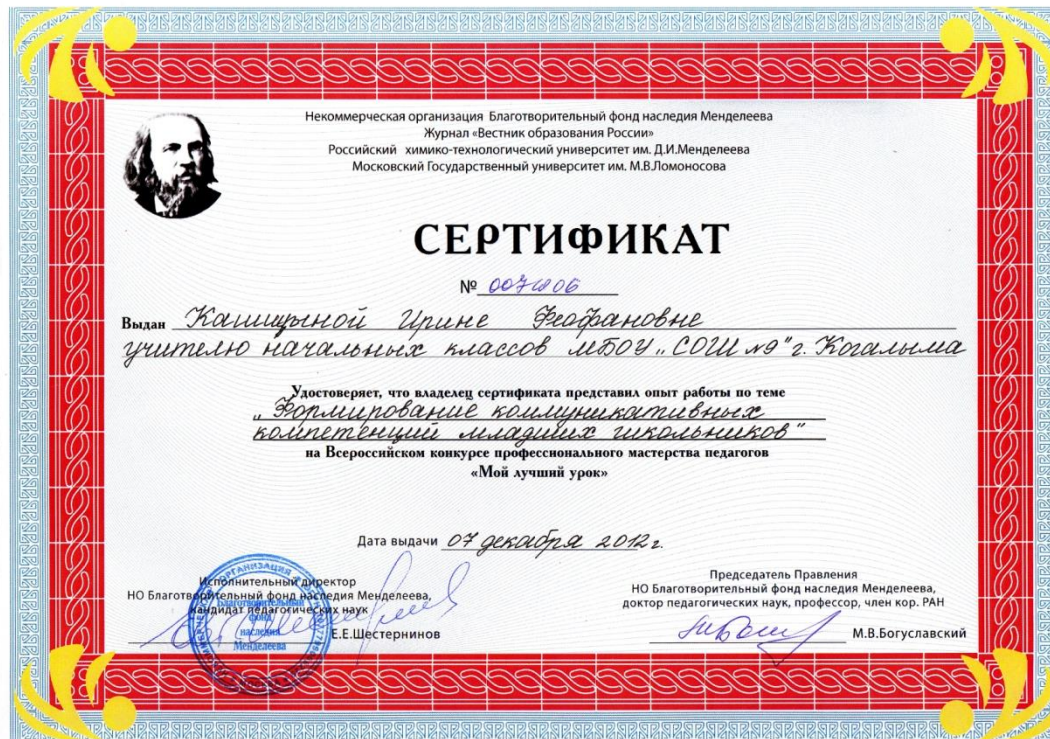 Некоммерческая организация Благотворительный фонд наследия Менделеева
Журнал «Вестник образования России»
Российский химико-технологический университет им. Д.И.Менделеева
Московский Государственный университет им. М.В.Ломоносова
СЕРТИФИКАТ
№
Выдан Ирине Феофановне
учителю начальных классов МБОУ „СОШ №9" г. Когалыма
Удостоверяет, что владелец сертификата представил опыт работы по теме
„Формирование коммуникативных
компетенций младших школьников"
на Всероссийском конкурсе профессионального мастерства педагогов
«Мой лучший урок»
Дата выдачи 07 декабря 2012 г.
Исполнительный директор
НО Благотворительный фонд наследия Менделеева,
кандидат педагогических наук
Е.Е.Шестернинов
Благотворительный
фонд
наследия
Менделеева
Председатель Правления
НО Благотворительный фонд наследия Менделеева,
доктор педагогических наук, профессор, член кор. РАН
М.В.Богуславский